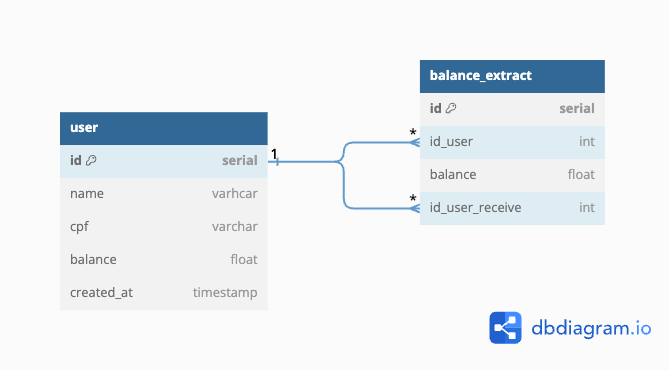 user
id serial
name varhcar
cpf varchar
balance float
created_at timestamp
1
*
*
balance_extract
id serial
id_user int
balance float
id_user_receive int
dbdiagram.io